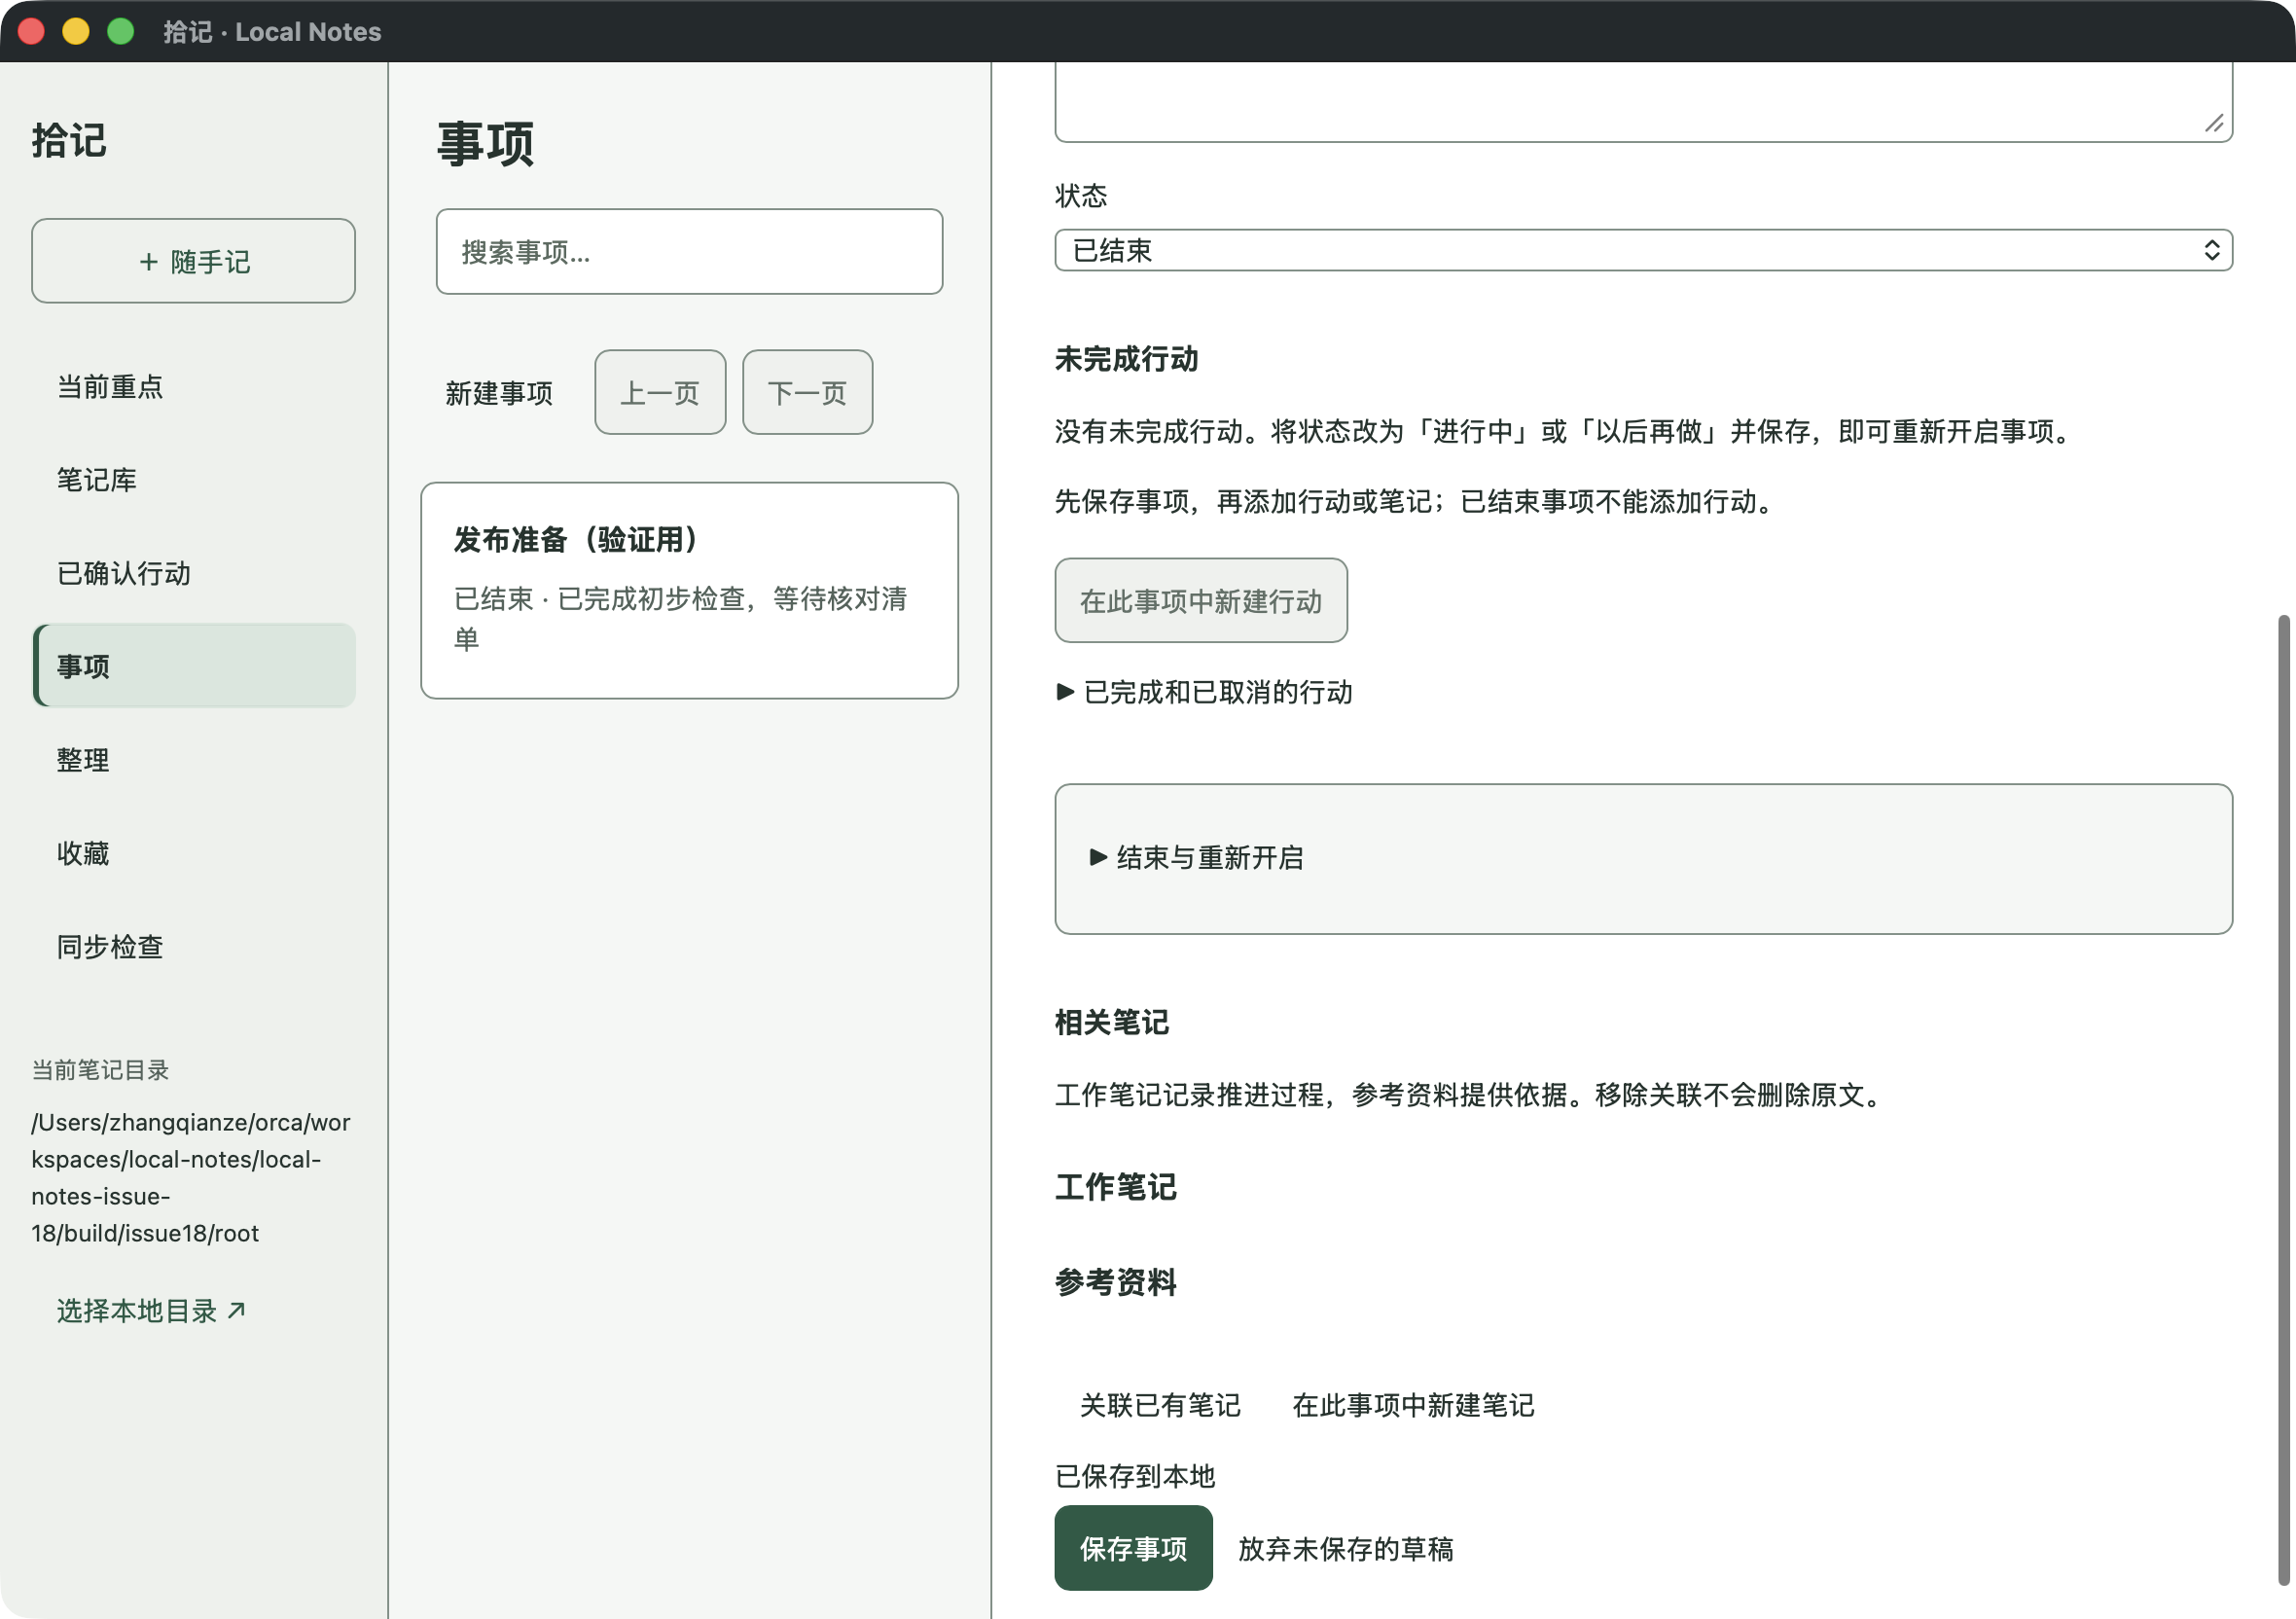 拾记 · Local Notes
拾记
+ 随手记
当前重点
笔记库
已确认行动
事项
整理
收藏
同步检查
当前笔记目录
/Users/zhangqianze/orca/wor
kspaces/local-notes/local-
notes-issue-
18/build/issue18/root
选择本地目录 ↗
事项
搜索事项...
新建事项
上一页
下一页
发布准备（验证用）
已结束 · 已完成初步检查，等待核对清
单
状态
已结束
未完成行动
没有未完成行动。将状态改为「进行中」或「以后再做」并保存，即可重新开启事项。
先保存事项，再添加行动或笔记；已结束事项不能添加行动。
在此事项中新建行动
▶ 已完成和已取消的行动
▶ 结束与重新开启
相关笔记
工作笔记记录推进过程，参考资料提供依据。移除关联不会删除原文。
工作笔记
参考资料
关联已有笔记
在此事项中新建笔记
已保存到本地
保存事项
放弃未保存的草稿